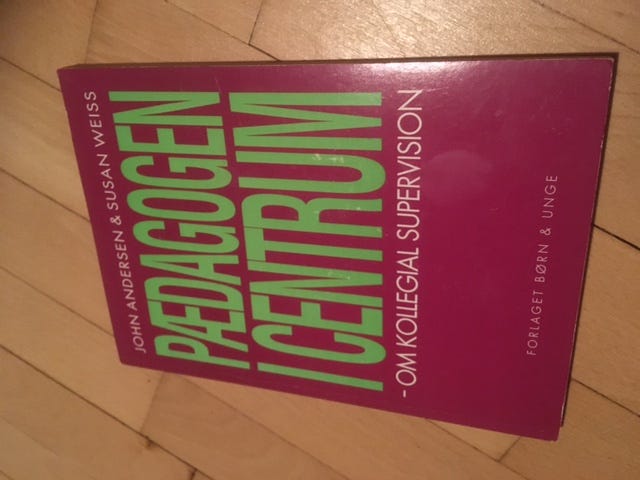 JOHN ANDERSEN & SUSAN WEISS
PÆDAGOGEN
I CENTRUM
- OM KOLLEGIAL SUPERVISION
FORLAGET BØRN & UNGE